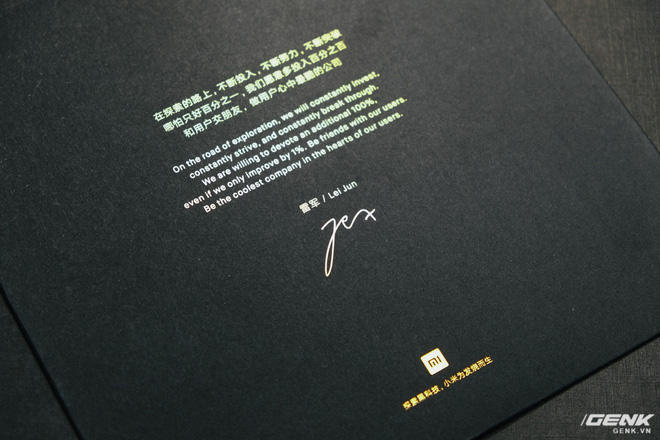 在探索的路上，不断投入，不断努力，不断突破
哪怕只好百分之一，我们愿意多投入百分之百
和用户交朋友，做用户心中最酷的公司
On the road of exploration, we will constantly invest,
constantly strive, and constantly break through.
We are willing to devote an additional 100%,
even if we only improve by 1%. Be friends with our users.
Be the coolest company in the hearts of our users.
雷军 / Lei Jun
mi
探索黑科技，小米为发烧而生
/GENK
GENK.VN